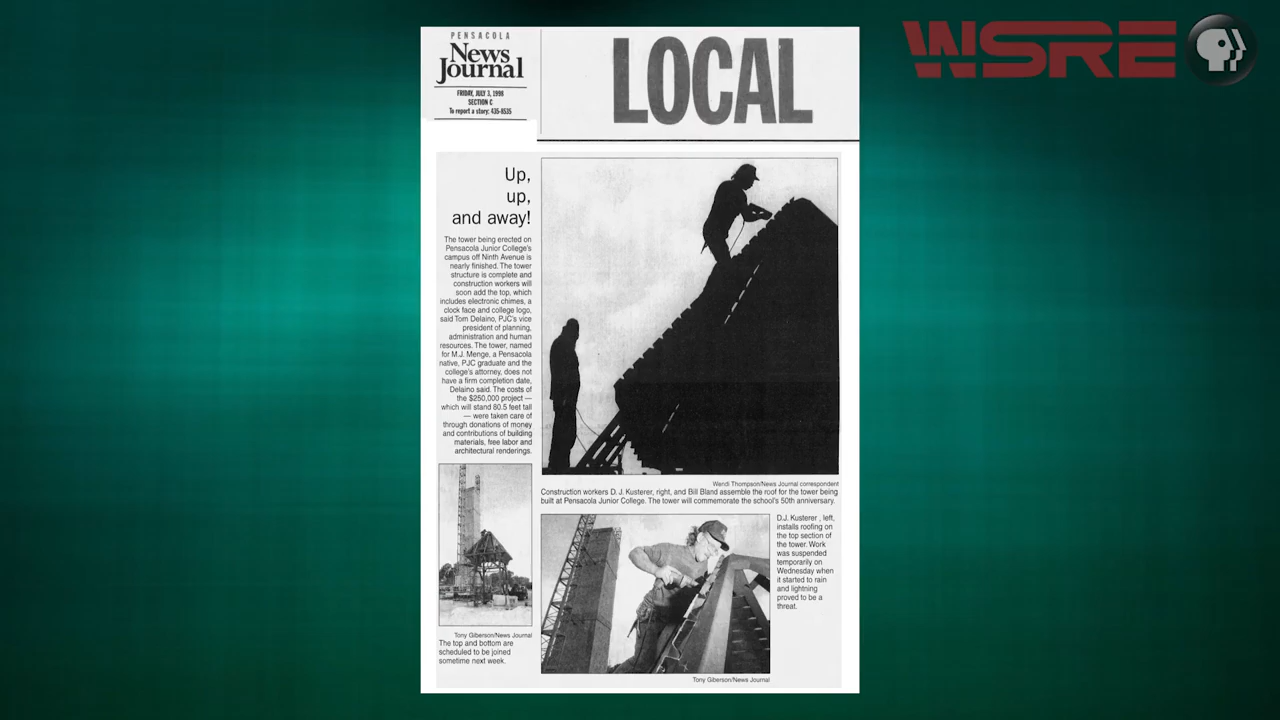 PENSACOLA
News
Journal
FRIDAY, JULY 3, 1998
SECTION C
To report a story: 435-8535
LOCAL
WSRE
Up,
up,
and away!
The tower being erected on
Pensacola Junior College's
campus off Ninth Avenue is
nearly finished. The tower
structure is complete and
construction workers will
soon add the top, which
includes electronic chimes, a
clock face and college logo,
said Tom Delaino, PJC's vice
president of planning,
administration and human
resources. The tower, named
for M.J. Menge, a Pensacola
native, PJC graduate and the
college's attorney, does not
have a firm completion date,
Delaino said. The costs of
the $250,000 project —
which will stand 80.5 feet tall
— were taken care of
through donations of money
and contributions of building
materials, free labor and
architectural renderings.
Wendi Thompson/News Journal correspondent
Construction workers D. J. Kusterer, right, and Bill Bland assemble the roof for the tower being
built at Pensacola Junior College. The tower will commemorate the school's 50th anniversary.
D.J. Kusterer , left,
installs roofing on
the top section of
the tower. Work
was suspended
temporarily on
Wednesday when
it started to rain
and lightning
proved to be a
threat.
Tony Giberson/News Journal
The top and bottom are
scheduled to be joined
sometime next week.
Tony Giberson/News Journal